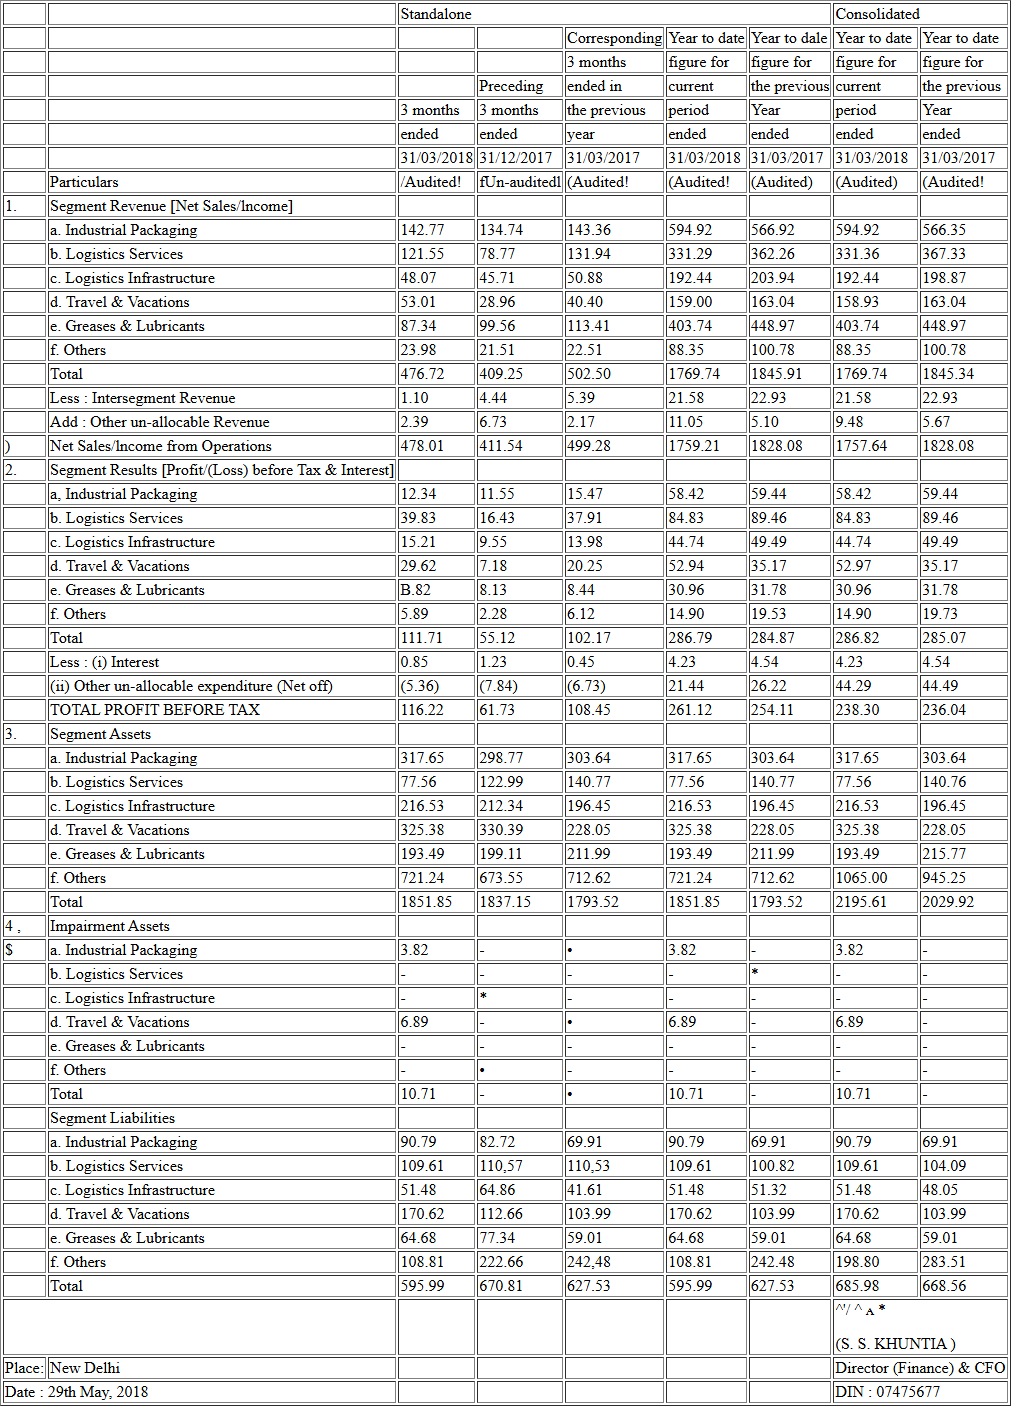 Standalone Consolidated
Corresponding Year to date Year to dale Year to date Year to date
3 months figure for figure for figure for figure for
Preceding ended in current the previous current the previous
3 months 3 months the previous period Year period Year
ended ended year ended ended ended ended
31/03/2018 31/12/2017 31/03/2017 31/03/2018 31/03/2017 31/03/2018 31/03/2017
Particulars /Audited! fUn-auditedl (Audited! (Audited! (Audited) (Audited) (Audited!
1. Segment Revenue [Net Sales/lncome]
a. Industrial Packaging 142.77 134.74 143.36 594.92 566.92 594.92 566.35
b. Logistics Services 121.55 78.77 131.94 331.29 362.26 331.36 367.33
c. Logistics Infrastructure 48.07 45.71 50.88 192.44 203.94 192.44 198.87
d. Travel & Vacations 53.01 28.96 40.40 159.00 163.04 158.93 163.04
e. Greases & Lubricants 87.34 99.56 113.41 403.74 448.97 403.74 448.97
f. Others 23.98 21.51 22.51 88.35 100.78 88.35 100.78
Total 476.72 409.25 502.50 1769.74 1845.91 1769.74 1845.34
Less : Intersegment Revenue 1.10 4.44 5.39 21.58 22.93 21.58 22.93
Add : Other un-allocable Revenue 2.39 6.73 2.17 11.05 5.10 9.48 5.67
) Net Sales/lncome from Operations 478.01 411.54 499.28 1759.21 1828.08 1757.64 1828.08
2. Segment Results [Profit/(Loss) before Tax & Interest]
a, Industrial Packaging 12.34 11.55 15.47 58.42 59.44 58.42 59.44
b. Logistics Services 39.83 16.43 37.91 84.83 89.46 84.83 89.46
c. Logistics Infrastructure 15.21 9.55 13.98 44.74 49.49 44.74 49.49
d. Travel & Vacations 29.62 7.18 20.25 52.94 35.17 52.97 35.17
e. Greases & Lubricants B.82 8.13 8.44 30.96 31.78 30.96 31.78
f. Others 5.89 2.28 6.12 14.90 19.53 14.90 19.73
Total 111.71 55.12 102.17 286.79 284.87 286.82 285.07
Less : (i) Interest 0.85 1.23 0.45 4.23 4.54 4.23 4.54
(ii) Other un-allocable expenditure (Net off) (5.36) (7.84) (6.73) 21.44 26.22 44.29 44.49
TOTAL PROFIT BEFORE TAX 116.22 61.73 108.45 261.12 254.11 238.30 236.04
3. Segment Assets
a. Industrial Packaging 317.65 298.77 303.64 317.65 303.64 317.65 303.64
b. Logistics Services 77.56 122.99 140.77 77.56 140.77 77.56 140.76
c. Logistics Infrastructure 216.53 212.34 196.45 216.53 196.45 216.53 196.45
d. Travel & Vacations 325.38 330.39 228.05 325.38 228.05 325.38 228.05
e. Greases & Lubricants 193.49 199.11 211.99 193.49 211.99 193.49 215.77
f. Others 721.24 673.55 712.62 721.24 712.62 1065.00 945.25
Total 1851.85 1837.15 1793.52 1851.85 1793.52 2195.61 2029.92
4 , Impairment Assets
$ a. Industrial Packaging 3.82 - • 3.82 - 3.82 -
b. Logistics Services - - - - * - -
c. Logistics Infrastructure - * - - - - -
d. Travel & Vacations 6.89 - • 6.89 - 6.89 -
e. Greases & Lubricants - - - - - - -
f. Others - • - - - - -
Total 10.71 - • 10.71 - 10.71 -
Segment Liabilities
a. Industrial Packaging 90.79 82.72 69.91 90.79 69.91 90.79 69.91
b. Logistics Services 109.61 110,57 110,53 109.61 100.82 109.61 104.09
c. Logistics Infrastructure 51.48 64.86 41.61 51.48 51.32 51.48 48.05
d. Travel & Vacations 170.62 112.66 103.99 170.62 103.99 170.62 103.99
e. Greases & Lubricants 64.68 77.34 59.01 64.68 59.01 64.68 59.01
f. Others 108.81 222.66 242,48 108.81 242.48 198.80 283.51
Total 595.99 670.81 627.53 595.99 627.53 685.98 668.56
^'/ ^ ᴀ *
(S. S. KHUNTIA )
Place: New Delhi Director (Finance) & CFO
Date : 29th May, 2018 DIN : 07475677